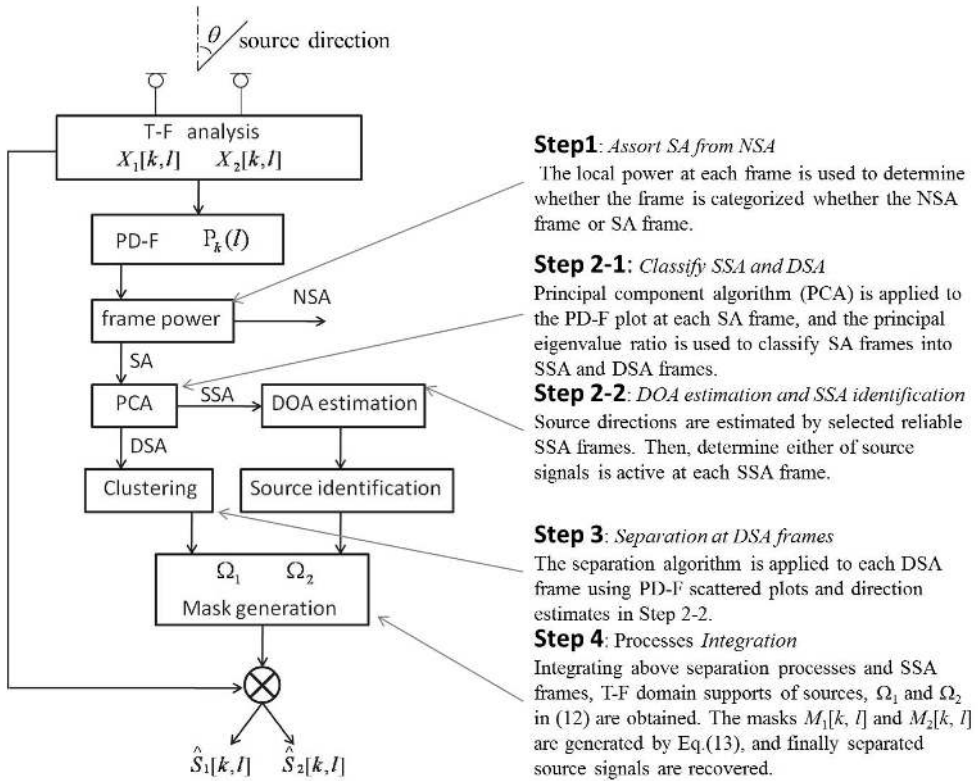 θ source direction
T-F analysis
X₁[k,l] X₂[k,l]
PD-F Pₖ(l)
frame power
NSA
SA
PCA
SSA
DOA estimation
DSA
Clustering
Source identification
Ω₁ Ω₂
Mask generation
Ŝ₁[k,l] Ŝ₂[k,l]
Step1: Assort SA from NSA
The local power at each frame is used to determine
whether the frame is categorized whether the NSA
frame or SA frame.
Step 2-1: Classify SSA and DSA
Principal component algorithm (PCA) is applied to
the PD-F plot at each SA frame, and the principal
eigenvalue ratio is used to classify SA frames into
SSA and DSA frames.
Step 2-2: DOA estimation and SSA identification
Source directions are estimated by selected reliable
SSA frames. Then, determine either of source
signals is active at each SSA frame.
Step 3: Separation at DSA frames
The separation algorithm is applied to each DSA
frame using PD-F scattered plots and direction
estimates in Step 2-2.
Step 4: Processes Integration
Integrating above separation processes and SSA
frames, T-F domain supports of sources, Ω₁ and Ω₂
in (12) are obtained. The masks M₁[k, l] and M₂[k, l]
are generated by Eq.(13), and finally separated
source signals are recovered.